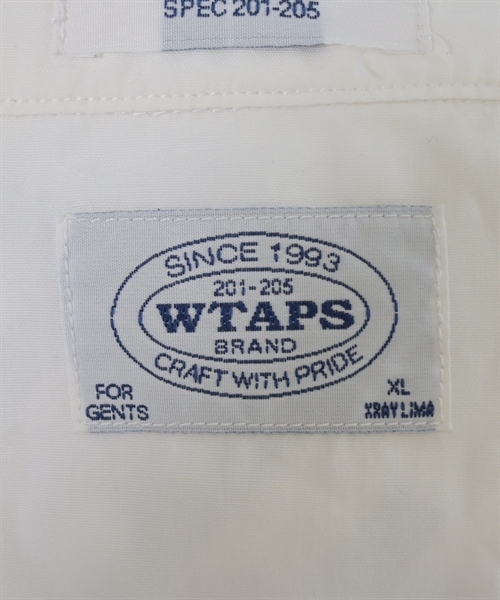 SPEC 201-205
SINCE 1993
201-205
WTAPS
BRAND
CRAFT WITH PRIDE
FOR
GENTS
XL
XRAY LIMA